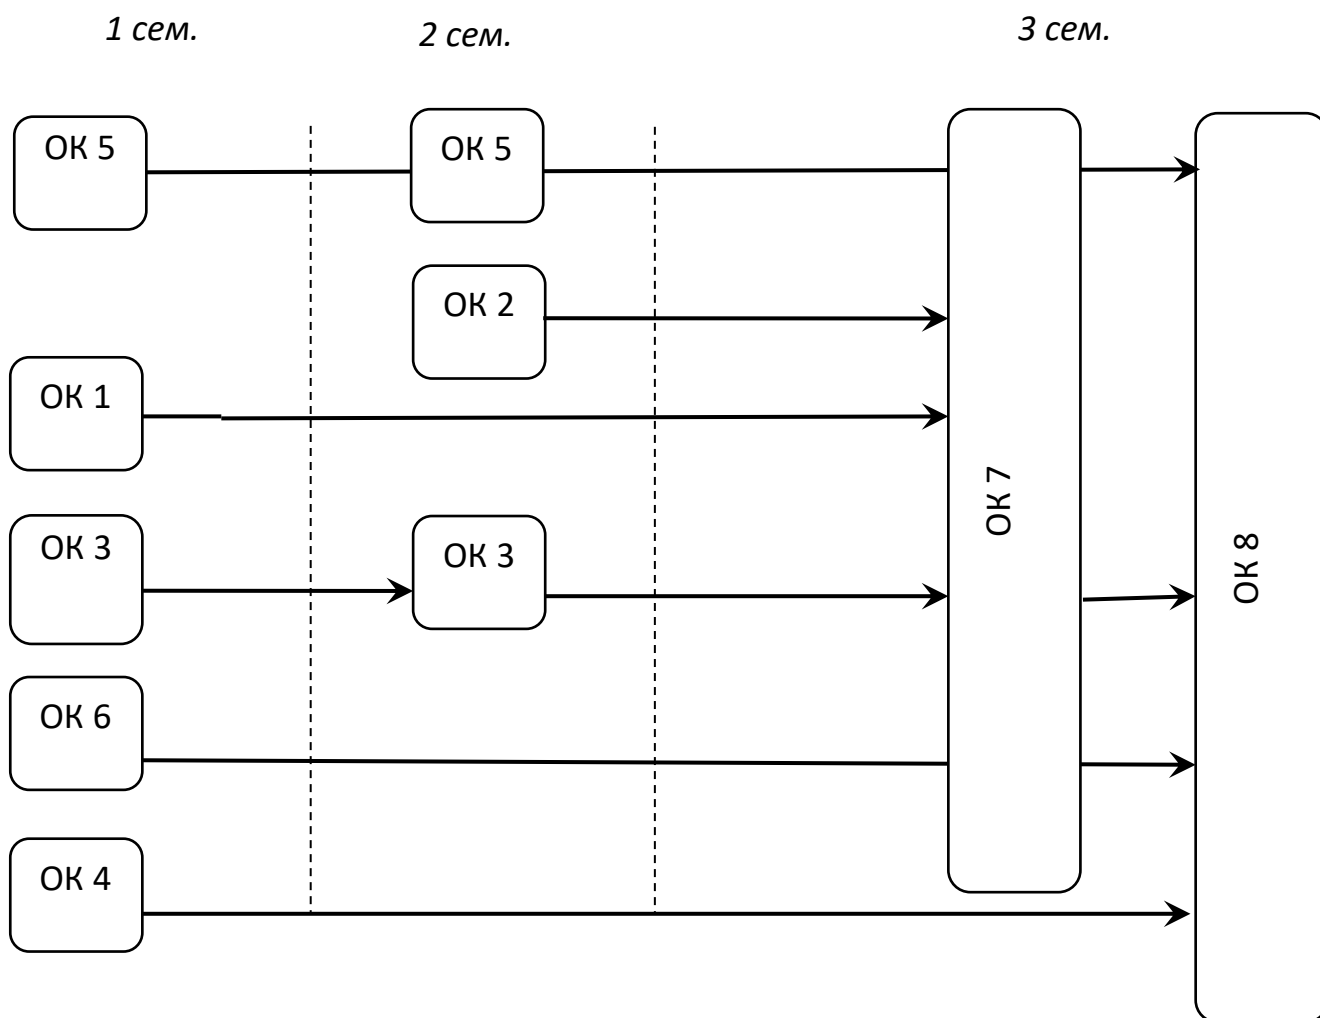 1 сем.
2 сем.
3 сем.
ОК 5
ОК 5
ОК 2
ОК 1
ОК 7
ОК 3
ОК 3
ОК 8
ОК 6
ОК 4